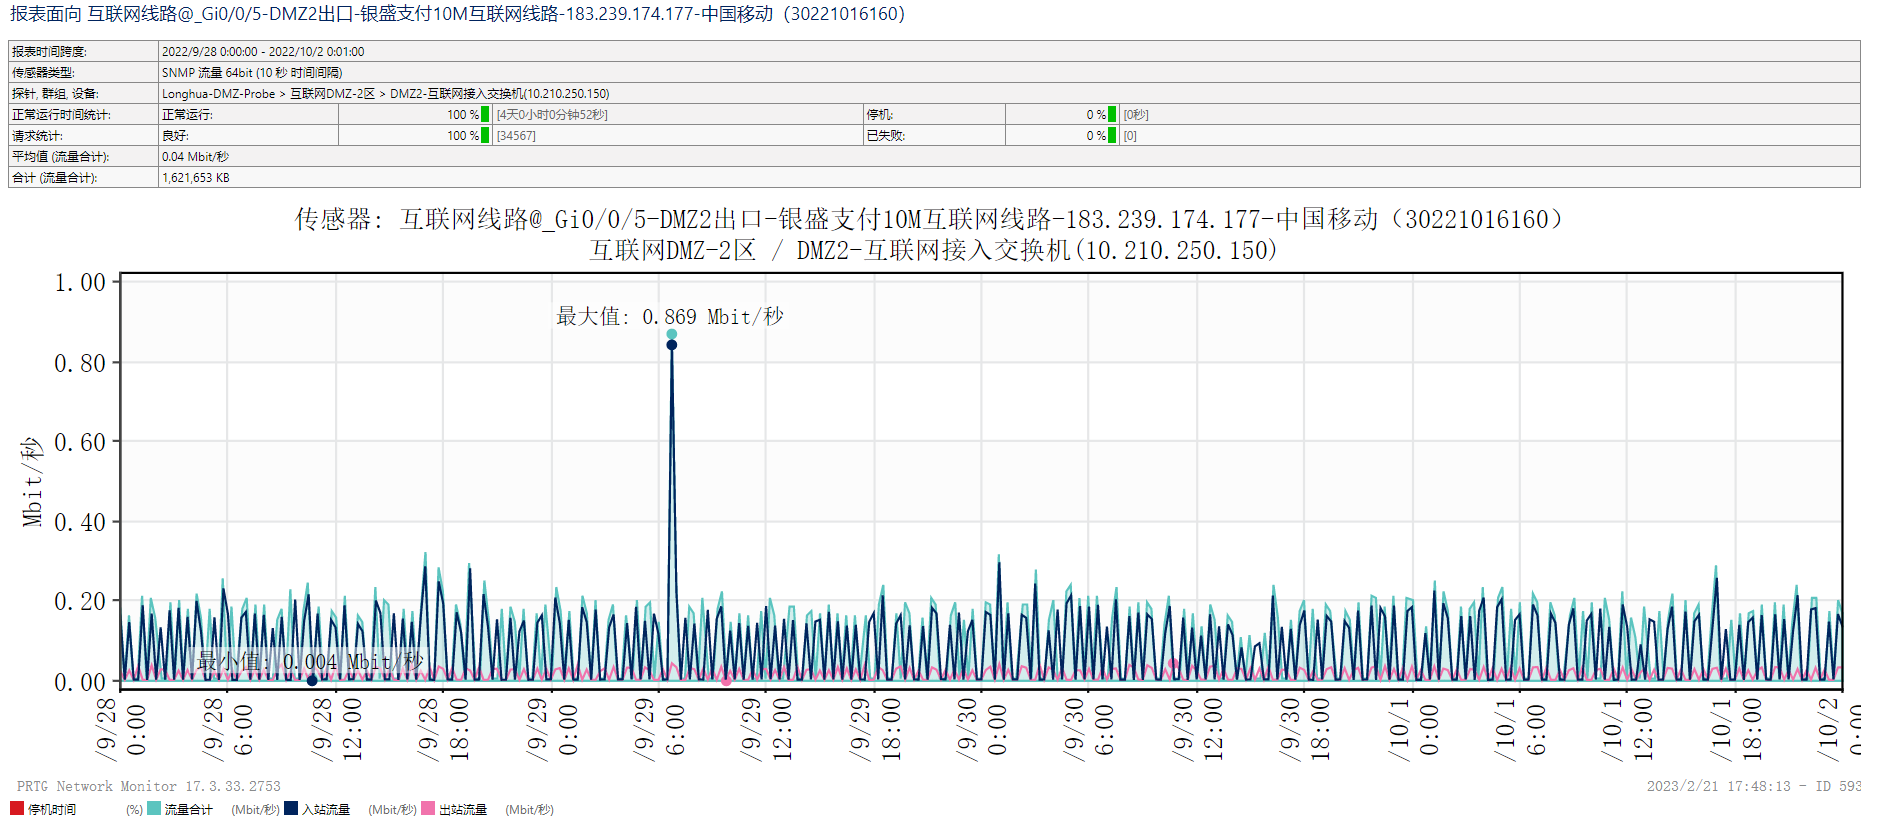 报表面向 互联网线路@_Gi0/0/5-DMZ2出口-银盛支付10M互联网线路-183.239.174.177-中国移动（30221016160）
报表时间跨度: 2022/9/28 0:00:00 - 2022/10/2 0:01:00
传感器类型: SNMP 流量 64bit (10 秒 时间间隔)
探针, 群组, 设备: Longhua-DMZ-Probe > 互联网DMZ-2区 > DMZ2-互联网接入交换机(10.210.250.150)
正常运行时间统计: 正常运行: 100 % [4天0小时0分钟52秒] 停机: 0 % [0秒]
请求统计: 良好: 100 % [34567] 已失败: 0 % [0]
平均值 (流量合计): 0.04 Mbit/秒
合计 (流量合计): 1,621,653 KB
传感器: 互联网线路@_Gi0/0/5-DMZ2出口-银盛支付10M互联网线路-183.239.174.177-中国移动（30221016160）
互联网DMZ-2区 / DMZ2-互联网接入交换机(10.210.250.150)
1.00
最大值: 0.869 Mbit/秒
0.80
0.60
Mbit/秒
0.40
0.20
最小值: 0.004 Mbit/秒
0.00
/9/28 0:00
/9/28 6:00
/9/28 12:00
/9/28 18:00
/9/29 0:00
/9/29 6:00
/9/29 12:00
/9/29 18:00
/9/30 0:00
/9/30 6:00
/9/30 12:00
/9/30 18:00
/10/1 0:00
/10/1 6:00
/10/1 12:00
/10/1 18:00
/10/2 0:00
PRTG Network Monitor 17.3.33.2753
2023/2/21 17:48:13 - ID 593
停机时间 (%) 流量合计 (Mbit/秒) 入站流量 (Mbit/秒) 出站流量 (Mbit/秒)